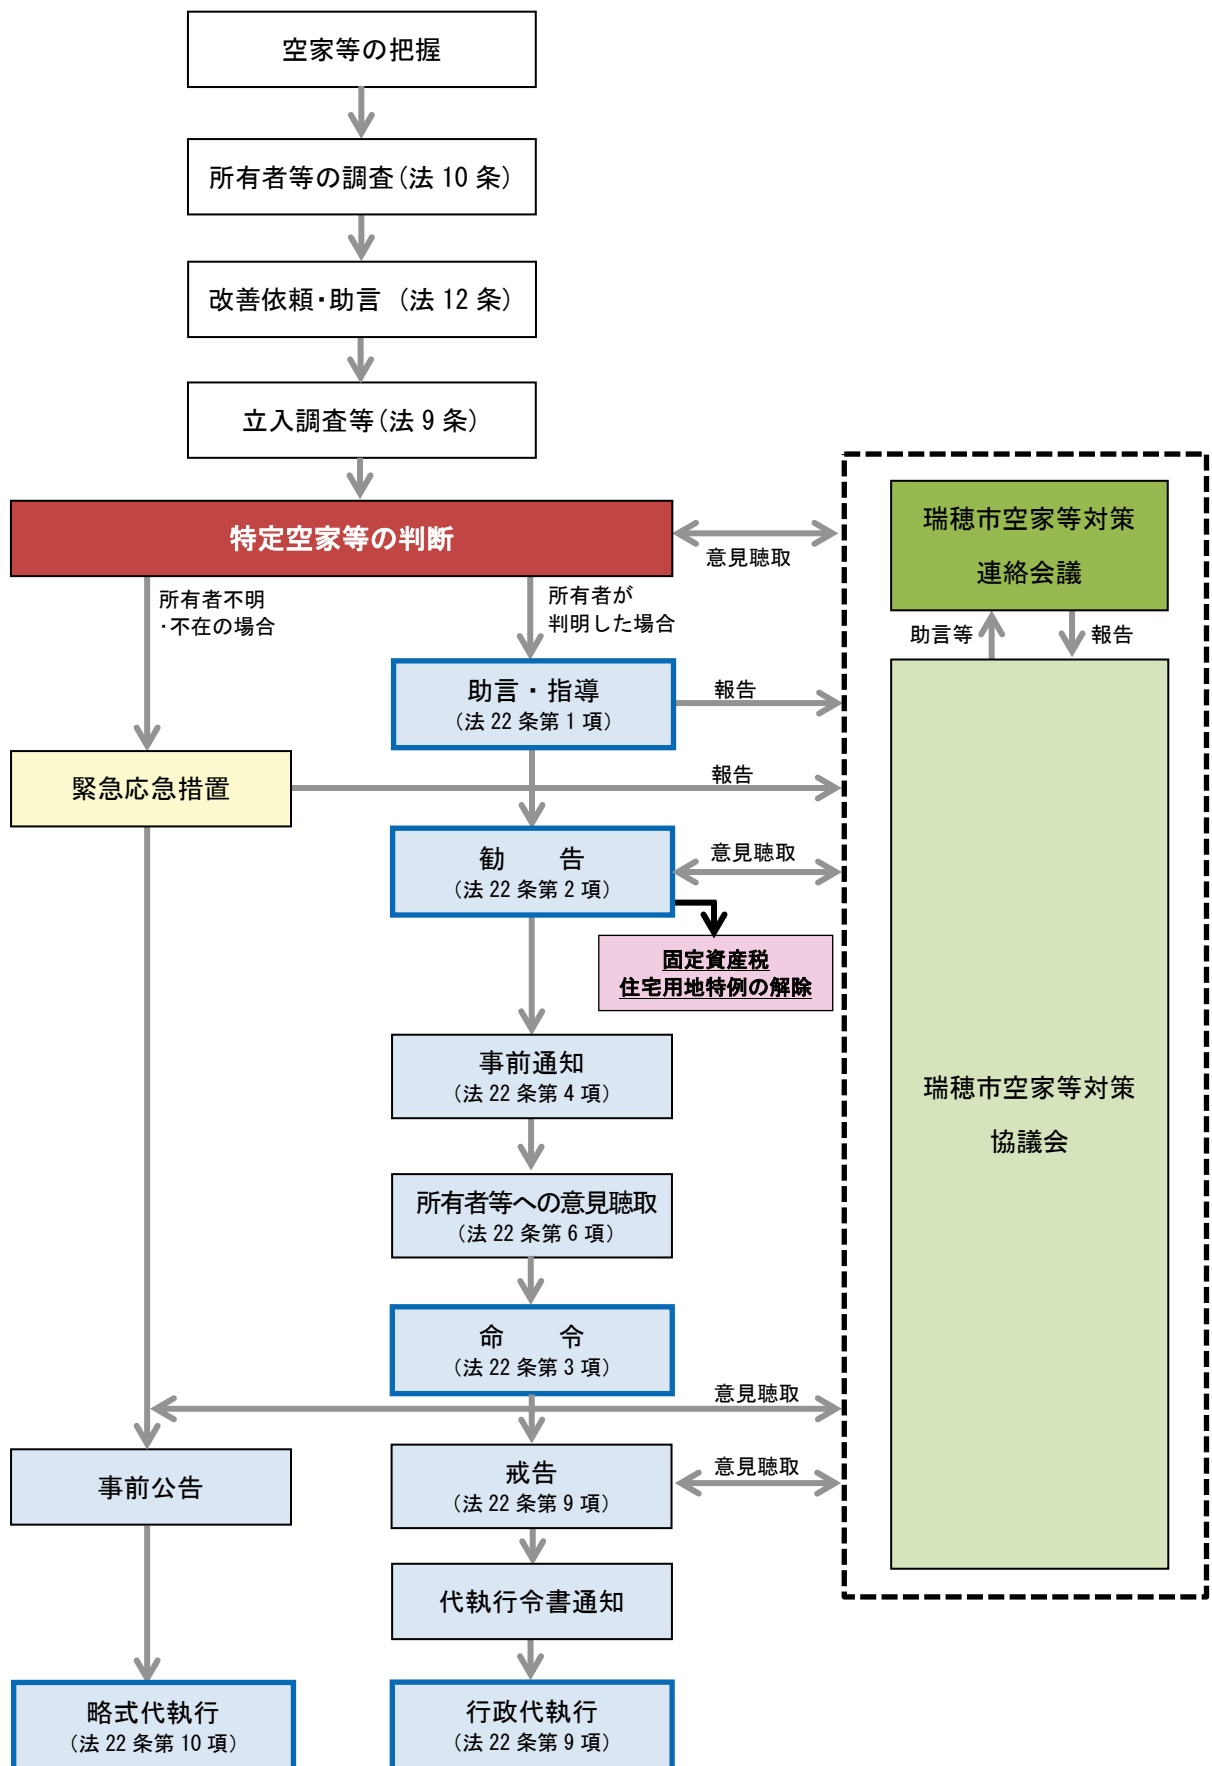 空家等の把握
所有者等の調査(法 10 条)
改善依頼・助言 (法 12 条)
立入調査等(法 9 条)
特定空家等の判断
意見聴取
瑞穂市空家等対策
連絡会議
所有者不明
・不在の場合
所有者が
判明した場合
助言等
報告
助言・指導
(法 22 条第 1 項)
報告
緊急応急措置
報告
勧 告
(法 22 条第 2 項)
意見聴取
固定資産税
住宅用地特例の解除
事前通知
(法 22 条第 4 項)
瑞穂市空家等対策
協議会
所有者等への意見聴取
(法 22 条第 6 項)
命 令
(法 22 条第 3 項)
意見聴取
事前公告
戒告
(法 22 条第 9 項)
意見聴取
代執行令書通知
略式代執行
(法 22 条第 10 項)
行政代執行
(法 22 条第 9 項)